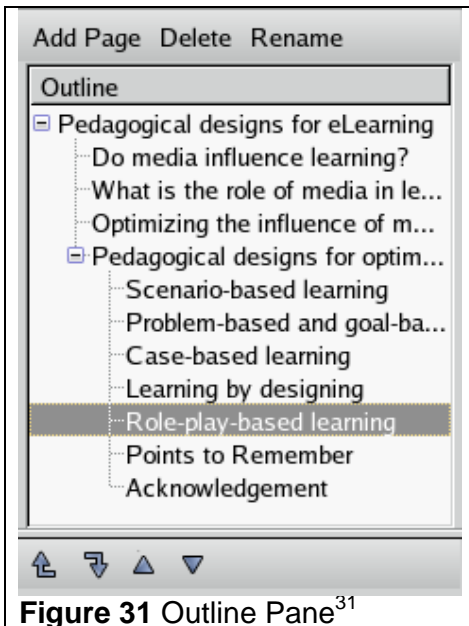 Add Page Delete Rename
Outline
Pedagogical designs for eLearning
Do media influence learning?
What is the role of media in le...
Optimizing the influence of m...
Pedagogical designs for optim...
Scenario-based learning
Problem-based and goal-ba...
Case-based learning
Learning by designing
Role-play-based learning
Points to Remember
Acknowledgement
Figure 31 Outline Pane31